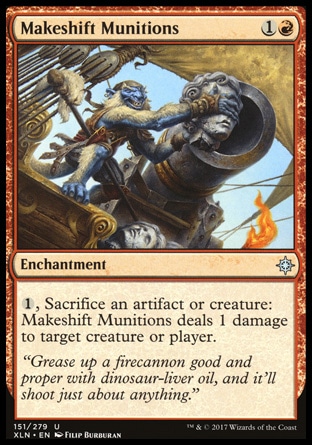 Makeshift Munitions 1
Enchantment
1, Sacrifice an artifact or creature:
Makeshift Munitions deals 1 damage
to target creature or player.
“Grease up a firecannon good and
proper with dinosaur-liver oil, and it’ll
shoot just about anything.”
151/279 U
XLN • EN Filip Burburan
™ & © 2017 Wizards of the Coast